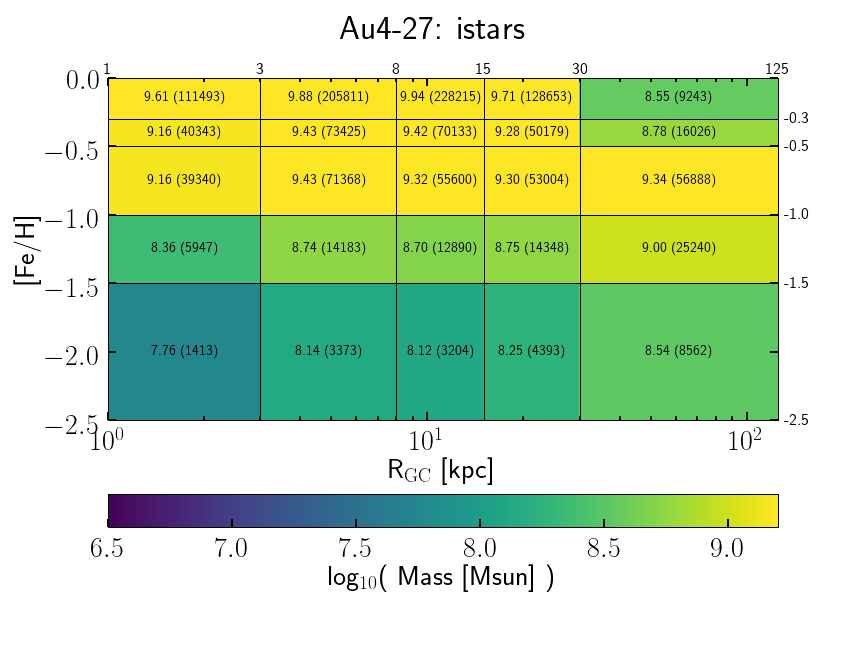 Au4-27: istars
1 3 8 15 30 125
0.0 9.61 (111493) 9.88 (205811) 9.94 (228215) 9.71 (128653) 8.55 (9243)
-0.3
9.16 (40343) 9.43 (73425) 9.42 (70133) 9.28 (50179) 8.78 (16026)
−0.5 -0.5
9.16 (39340) 9.43 (71368) 9.32 (55600) 9.30 (53004) 9.34 (56888)
−1.0 -1.0
[Fe/H]
8.36 (5947) 8.74 (14183) 8.70 (12890) 8.75 (14348) 9.00 (25240)
−1.5 -1.5
−2.0 7.76 (1413) 8.14 (3373) 8.12 (3204) 8.25 (4393) 8.54 (8562)
−2.5 -2.5
10⁰ 10¹ 10²
R_GC [kpc]
6.5 7.0 7.5 8.0 8.5 9.0
log₁₀( Mass [Msun] )